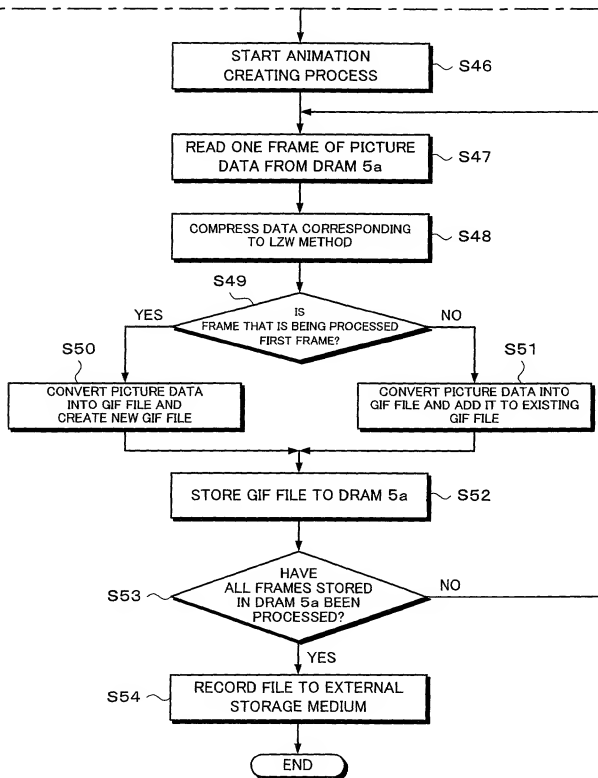 START ANIMATION
CREATING PROCESS
S46
READ ONE FRAME OF PICTURE
DATA FROM DRAM 5a
S47
COMPRESS DATA CORRESPONDING
TO LZW METHOD
S48
S49
IS
FRAME THAT IS BEING PROCESSED
FIRST FRAME?
YES
NO
S50
CONVERT PICTURE DATA
INTO GIF FILE AND
CREATE NEW GIF FILE
S51
CONVERT PICTURE DATA INTO
GIF FILE AND ADD IT TO EXISTING
GIF FILE
STORE GIF FILE TO DRAM 5a
S52
S53
HAVE
ALL FRAMES STORED
IN DRAM 5a BEEN
PROCESSED?
NO
YES
S54
RECORD FILE TO EXTERNAL
STORAGE MEDIUM
END